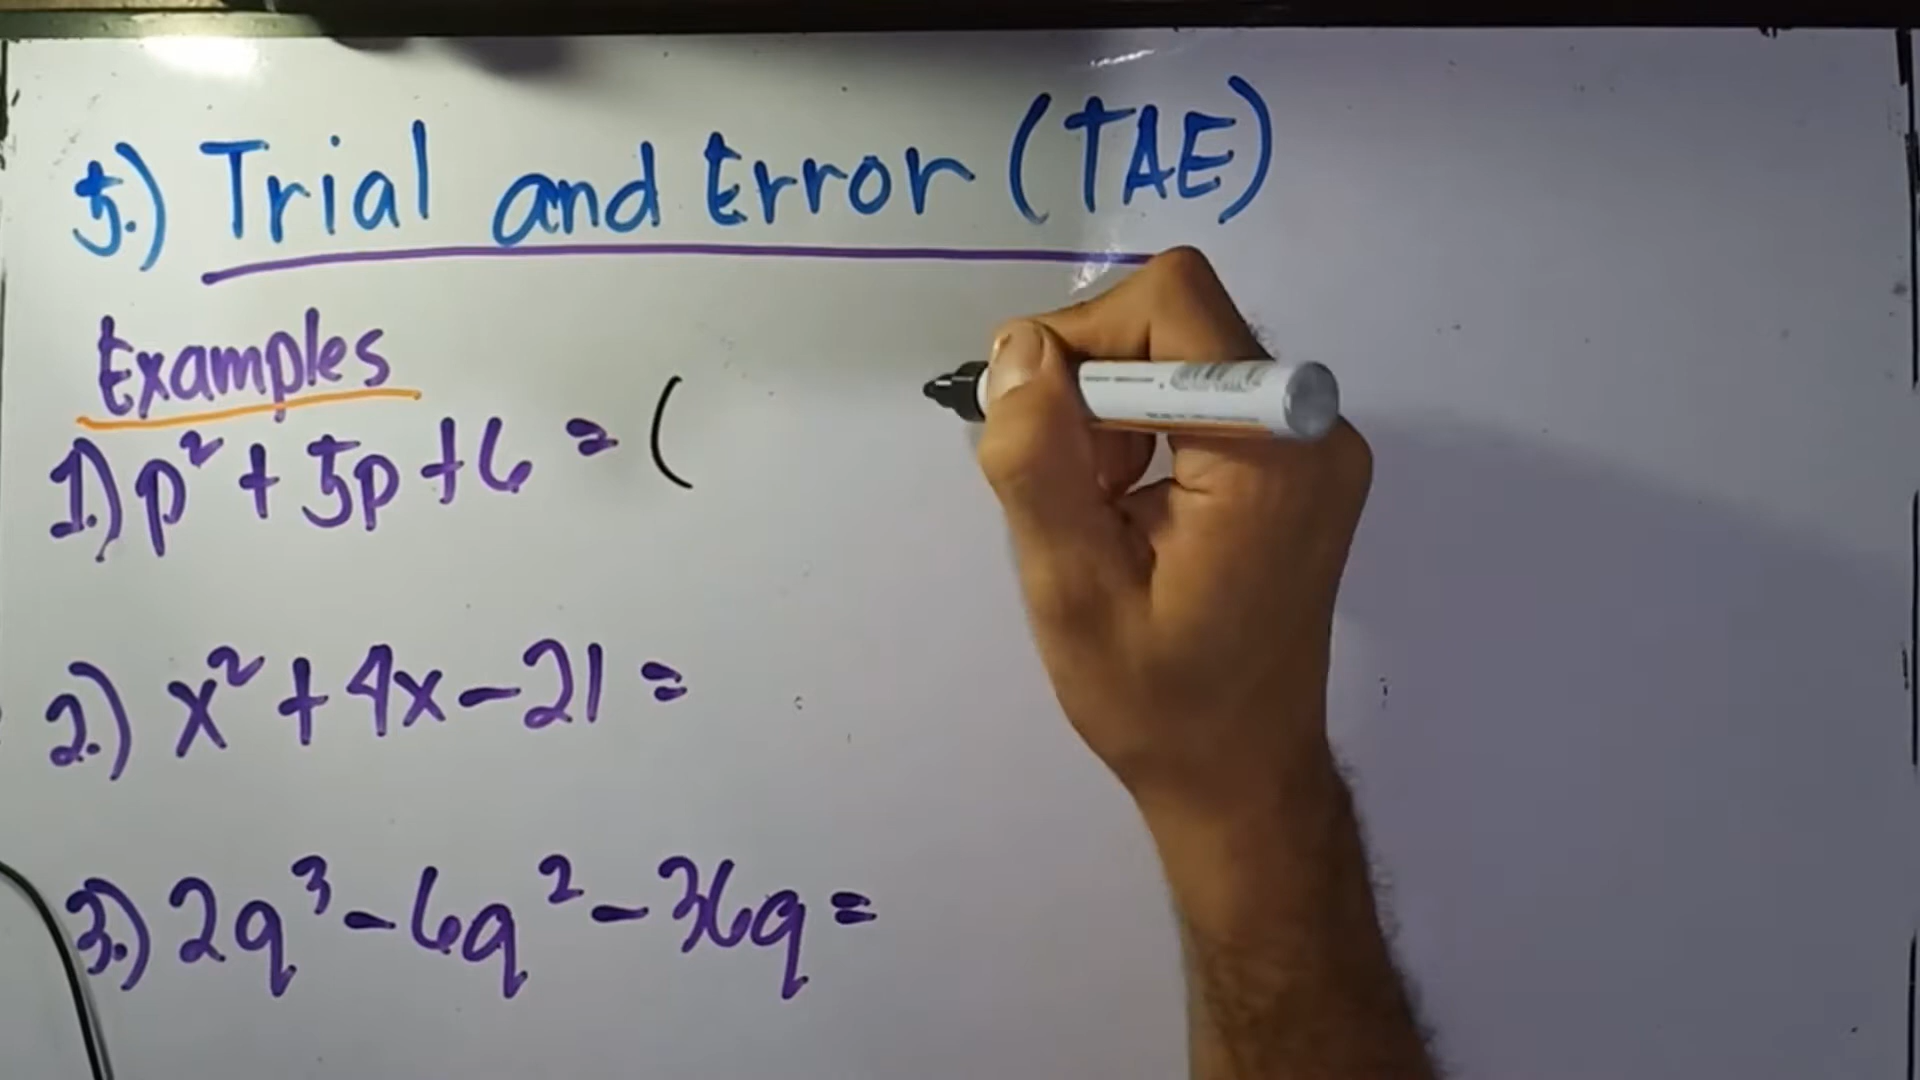 5.) Trial and Error (TAE)
Examples
1.) p² + 5p + 6 = (
2.) x² + 4x - 21 =
3.) 2q³ - 6q² - 36q =